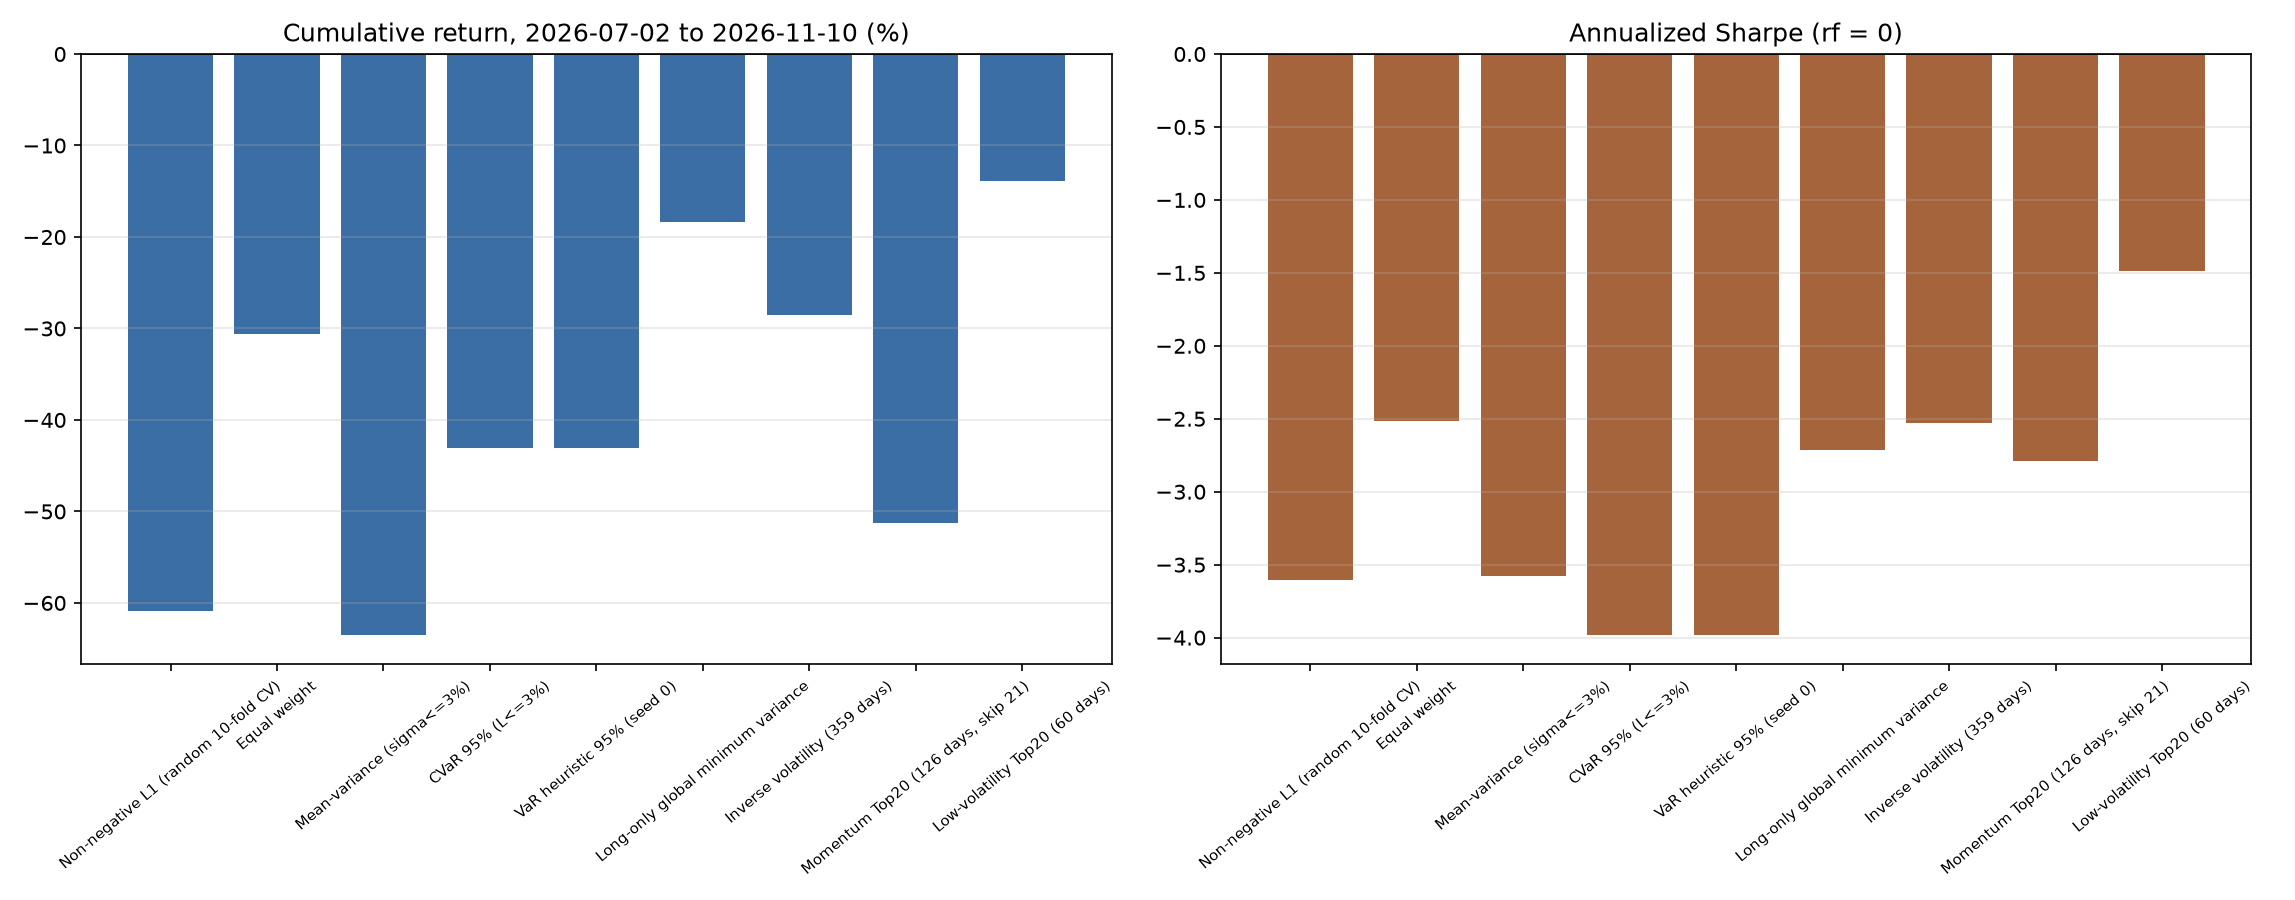 Cumulative return, 2026-07-02 to 2026-11-10 (%)
0
−10
−20
−30
−40
−50
−60
Non-negative L1 (random 10-fold CV)
Equal weight
Mean-variance (sigma<=3%)
CVaR 95% (L<=3%)
VaR heuristic 95% (seed 0)
Long-only global minimum variance
Inverse volatility (359 days)
Momentum Top20 (126 days, skip 21)
Low-volatility Top20 (60 days)
Annualized Sharpe (rf = 0)
0.0
−0.5
−1.0
−1.5
−2.0
−2.5
−3.0
−3.5
−4.0
Non-negative L1 (random 10-fold CV)
Equal weight
Mean-variance (sigma<=3%)
CVaR 95% (L<=3%)
VaR heuristic 95% (seed 0)
Long-only global minimum variance
Inverse volatility (359 days)
Momentum Top20 (126 days, skip 21)
Low-volatility Top20 (60 days)